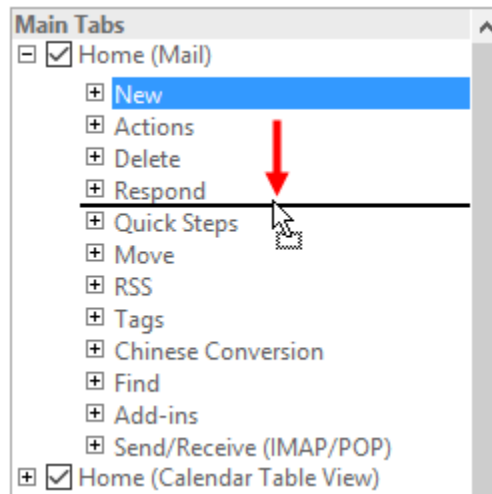 Main Tabs
Home (Mail)
New
Actions
Delete
Respond
Quick Steps
Move
RSS
Tags
Chinese Conversion
Find
Add-ins
Send/Receive (IMAP/POP)
Home (Calendar Table View)